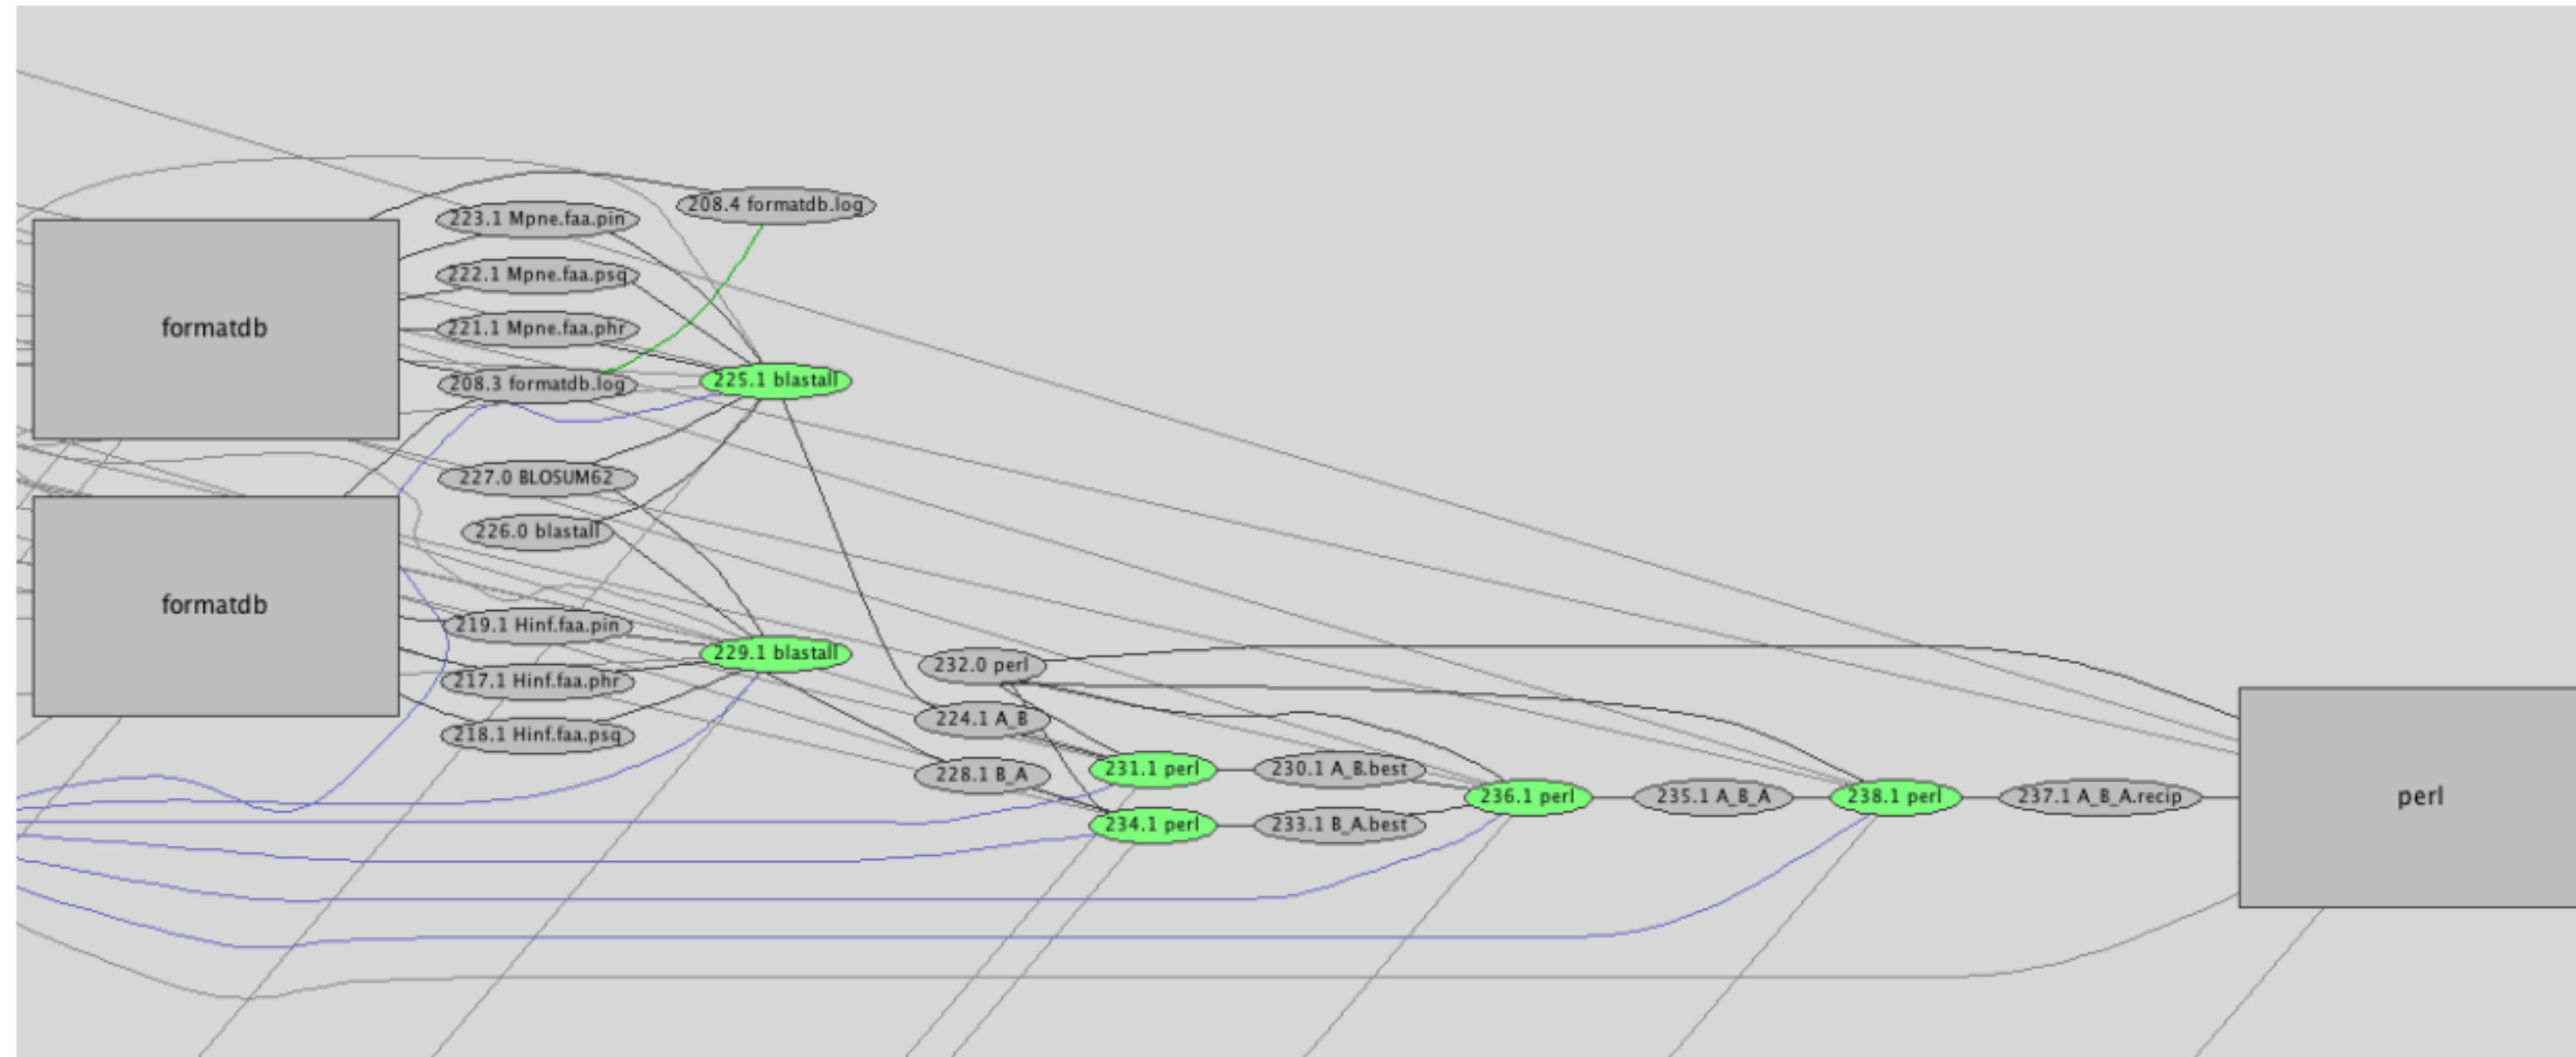 208.4 formatdb.log
223.1 Mpne.faa.pin
222.1 Mpne.faa.psq
formatdb
221.1 Mpne.faa.phr
208.3 formatdb.log
225.1 blastall
227.0 BLOSUM62
226.0 blastall
formatdb
219.1 Hinf.faa.pin
229.1 blastall
232.0 perl
217.1 Hinf.faa.phr
224.1 A_B
218.1 Hinf.faa.psq
228.1 B_A
231.1 perl
230.1 A_B.best
236.1 perl
235.1 A_B_A
238.1 perl
237.1 A_B_A.recip
perl
234.1 perl
233.1 B_A.best